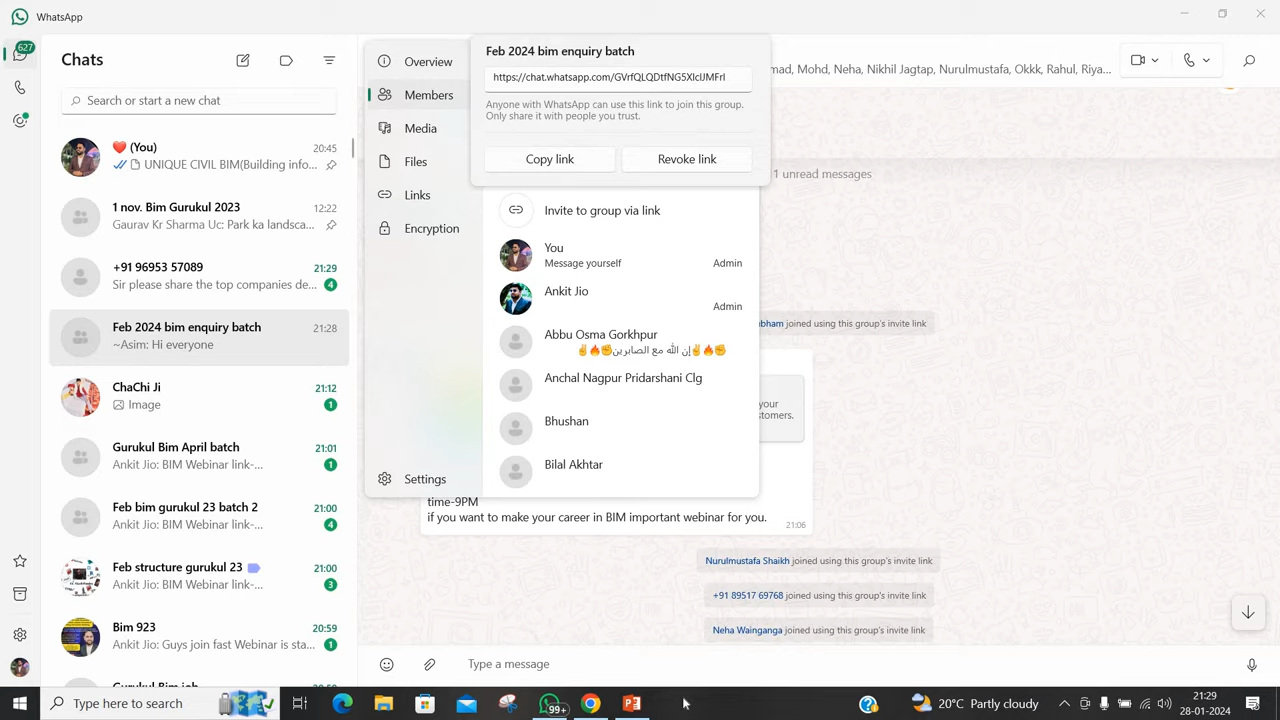 WhatsApp
627
Chats
Search or start a new chat
❤️ (You)
20:45
UNIQUE CIVIL BIM(Building info...
1 nov. Bim Gurukul 2023
12:22
Gaurav Kr Sharma Uc: Park ka landsca...
+91 96953 57089
21:29
Sir please share the top companies de...
4
Feb 2024 bim enquiry batch
21:28
~Asim: Hi everyone
ChaChi Ji
21:12
Image
1
Gurukul Bim April batch
21:01
Ankit Jio: BIM Webinar link-...
1
Feb bim gurukul 23 batch 2
21:00
Ankit Jio: BIM Webinar link-...
4
Feb structure gurukul 23
21:00
Ankit Jio: BIM Webinar link-...
3
Bim 923
20:59
Ankit Jio: Guys join fast Webinar is sta...
1
Gurukul Bim job
Overview
Members
Media
Files
Links
Encryption
Settings
Feb 2024 bim enquiry batch
Anyone with WhatsApp can use this link to join this group.
Only share it with people you trust.
Copy link
Revoke link
Invite to group via link
You
Message yourself
Admin
Ankit Jio
Admin
Abbu Osma Gorkhpur
✌🔥✊إن الله مع الصابرين✌🔥✊
Anchal Nagpur Pridarshani Clg
Bhushan
Bilal Akhtar
mad, Mohd, Neha, Nikhil Jagtap, Nurulmustafa, Okkk, Rahul, Riya...
1 unread messages
bham joined using this group's invite link
your
stomers.
time-9PM
if you want to make your career in BIM important webinar for you.
21:06
Nurulmustafa Shaikh joined using this group's invite link
+91 89517 69768 joined using this group's invite link
Neha Wainganga joined using this group's invite link
Type a message
Type here to search
99+
20°C Partly cloudy
21:29
28-01-2024